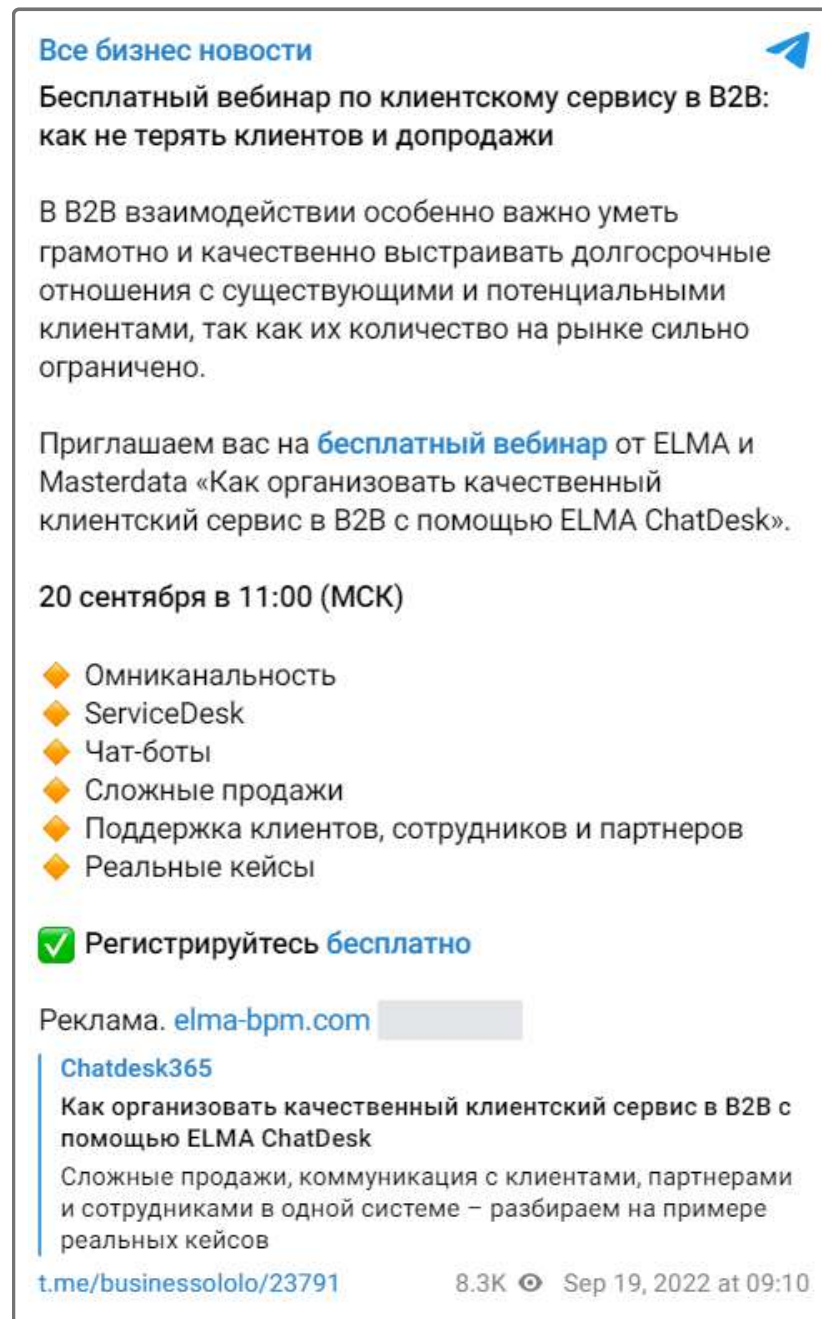 Все бизнес новости
Бесплатный вебинар по клиентскому сервису в B2B:
как не терять клиентов и допродажи
В B2B взаимодействии особенно важно уметь
грамотно и качественно выстраивать долгосрочные
отношения с существующими и потенциальными
клиентами, так как их количество на рынке сильно
ограничено.
Приглашаем вас на бесплатный вебинар от ELMA и
Masterdata «Как организовать качественный
клиентский сервис в B2B с помощью ELMA ChatDesk».
20 сентября в 11:00 (МСК)
🔸 Омниканальность
🔸 ServiceDesk
🔸 Чат-боты
🔸 Сложные продажи
🔸 Поддержка клиентов, сотрудников и партнеров
🔸 Реальные кейсы
✅ Регистрируйтесь бесплатно
Реклама. elma-bpm.com
Chatdesk365
Как организовать качественный клиентский сервис в B2B с
помощью ELMA ChatDesk
Сложные продажи, коммуникация с клиентами, партнерами
и сотрудниками в одной системе – разбираем на примере
реальных кейсов
t.me/businessololo/23791 8.3K Sep 19, 2022 at 09:10